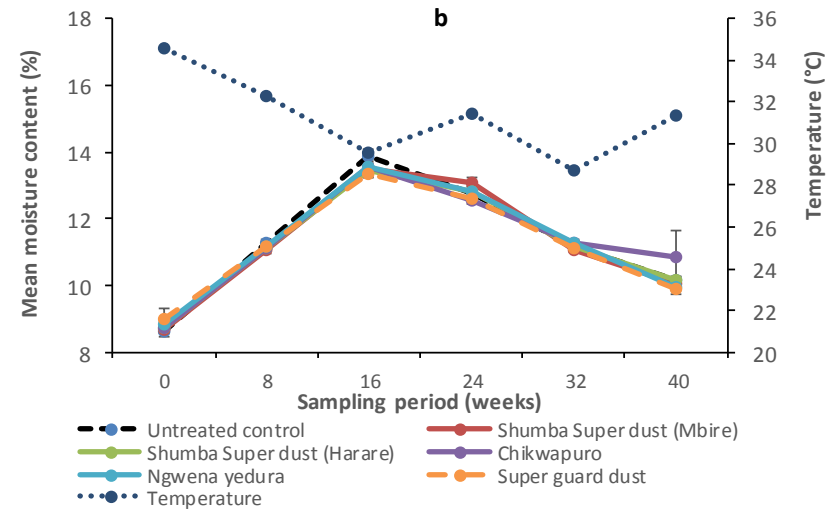 b
18
16
14
12
10
8
Mean moisture content (%)
36
34
32
30
28
26
24
22
20
Temperature (°C)
0 8 16 24 32 40
Sampling period (weeks)
Untreated control Shumba Super dust (Mbire)
Shumba Super dust (Harare) Chikwapuro
Ngwena yedura Super guard dust
Temperature